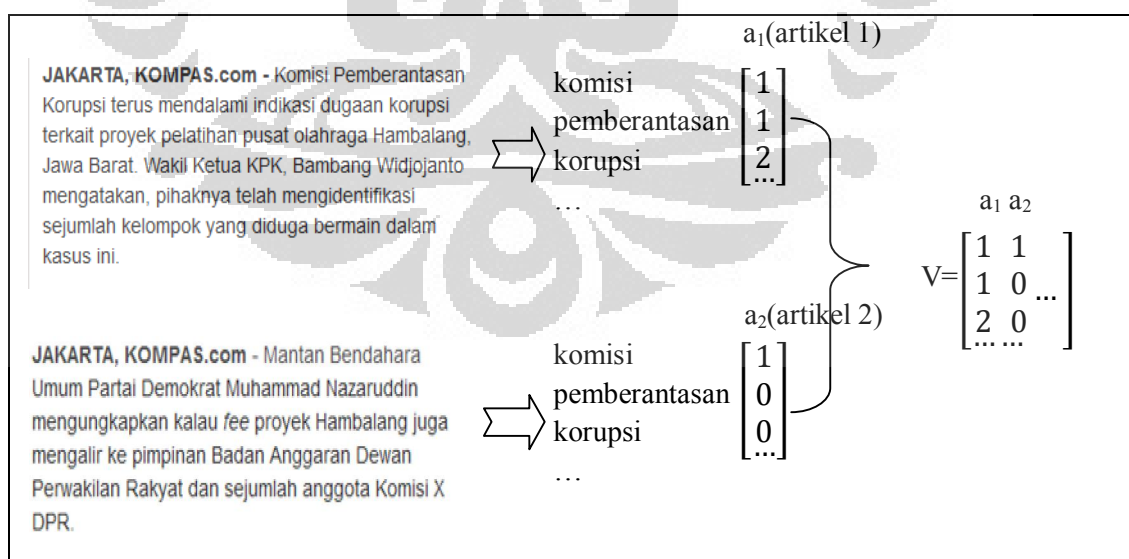 a₁(artikel 1)
JAKARTA, KOMPAS.com - Komisi Pemberantasan
Korupsi terus mendalami indikasi dugaan korupsi
terkait proyek pelatihan pusat olahraga Hambalang,
Jawa Barat. Wakil Ketua KPK, Bambang Widjojanto
mengatakan, pihaknya telah mengidentifikasi
sejumlah kelompok yang diduga bermain dalam
kasus ini.
komisi 1
pemberantasan 1
korupsi 2
... ...
a₂(artikel 2)
JAKARTA, KOMPAS.com - Mantan Bendahara
Umum Partai Demokrat Muhammad Nazaruddin
mengungkapkan kalau fee proyek Hambalang juga
mengalir ke pimpinan Badan Anggaran Dewan
Perwakilan Rakyat dan sejumlah anggota Komisi X
DPR.
komisi 1
pemberantasan 0
korupsi 0
... ...
a₁ a₂
1 1
V= 1 0 ...
2 0
... ...